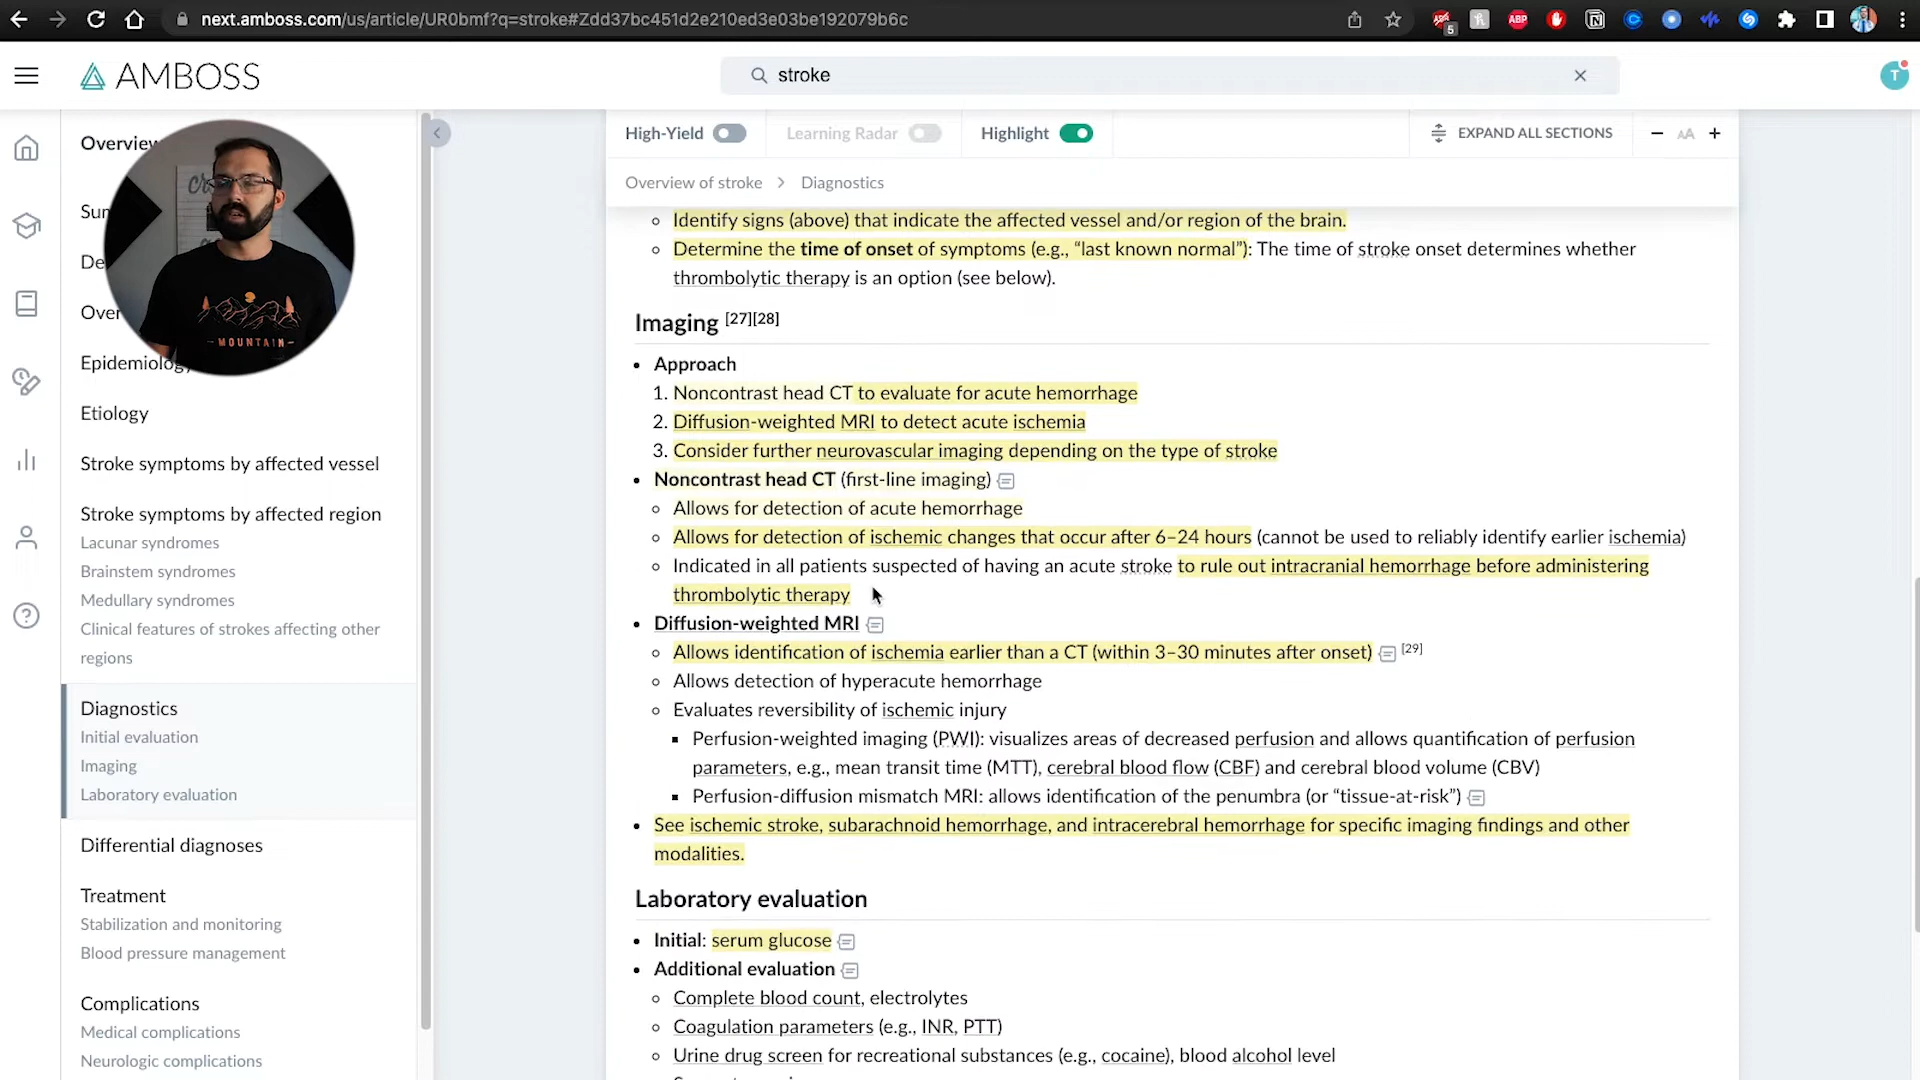 next.amboss.com/us/article/UR0bmf?q=stroke#Zdd37bc451d2e210ed3e03be192079b6c
5
ABP
AMBOSS
stroke
T
High-Yield
Learning Radar
Highlight
EXPAND ALL SECTIONS
AA
Overview of stroke > Diagnostics
Overview
Sum
De
Over
Epidemiology
Etiology
Stroke symptoms by affected vessel
Stroke symptoms by affected region
Lacunar syndromes
Brainstem syndromes
Medullary syndromes
Clinical features of strokes affecting other
regions
Diagnostics
Initial evaluation
Imaging
Laboratory evaluation
Differential diagnoses
Treatment
Stabilization and monitoring
Blood pressure management
Complications
Medical complications
Neurologic complications
-MOUNTAIN-
Identify signs (above) that indicate the affected vessel and/or region of the brain.
Determine the time of onset of symptoms (e.g., “last known normal”): The time of stroke onset determines whether
thrombolytic therapy is an option (see below).
Imaging [27][28]
Approach
1. Noncontrast head CT to evaluate for acute hemorrhage
2. Diffusion-weighted MRI to detect acute ischemia
3. Consider further neurovascular imaging depending on the type of stroke
Noncontrast head CT (first-line imaging)
Allows for detection of acute hemorrhage
Allows for detection of ischemic changes that occur after 6–24 hours (cannot be used to reliably identify earlier ischemia)
Indicated in all patients suspected of having an acute stroke to rule out intracranial hemorrhage before administering
thrombolytic therapy
Diffusion-weighted MRI
Allows identification of ischemia earlier than a CT (within 3–30 minutes after onset) [29]
Allows detection of hyperacute hemorrhage
Evaluates reversibility of ischemic injury
Perfusion-weighted imaging (PWI): visualizes areas of decreased perfusion and allows quantification of perfusion
parameters, e.g., mean transit time (MTT), cerebral blood flow (CBF) and cerebral blood volume (CBV)
Perfusion-diffusion mismatch MRI: allows identification of the penumbra (or “tissue-at-risk”)
See ischemic stroke, subarachnoid hemorrhage, and intracerebral hemorrhage for specific imaging findings and other
modalities.
Laboratory evaluation
Initial: serum glucose
Additional evaluation
Complete blood count, electrolytes
Coagulation parameters (e.g., INR, PTT)
Urine drug screen for recreational substances (e.g., cocaine), blood alcohol level